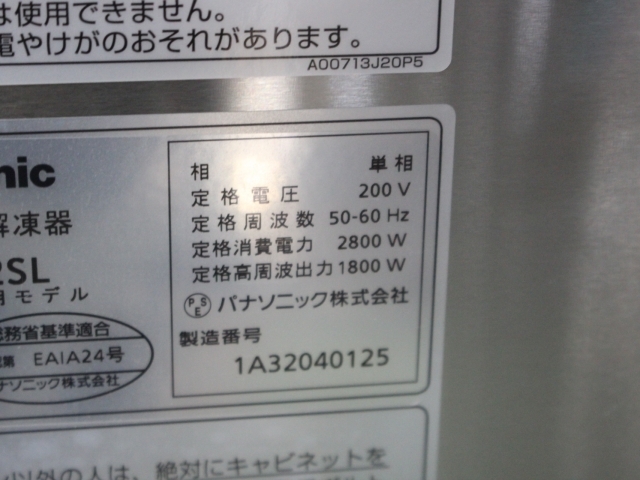 は使用できません。
電やけがのおそれがあります。
A00713J20P5
nic
解凍器
2SL
用モデル
総務省基準適合
第 EAIA24号
パナソニック株式会社
相 単相
定格電圧 200 V
定格周波数 50-60 Hz
定格消費電力 2800 W
定格高周波出力 1800 W
PSE パナソニック株式会社
製造番号
1A32040125
以外の人は、絶対にキャビネットを